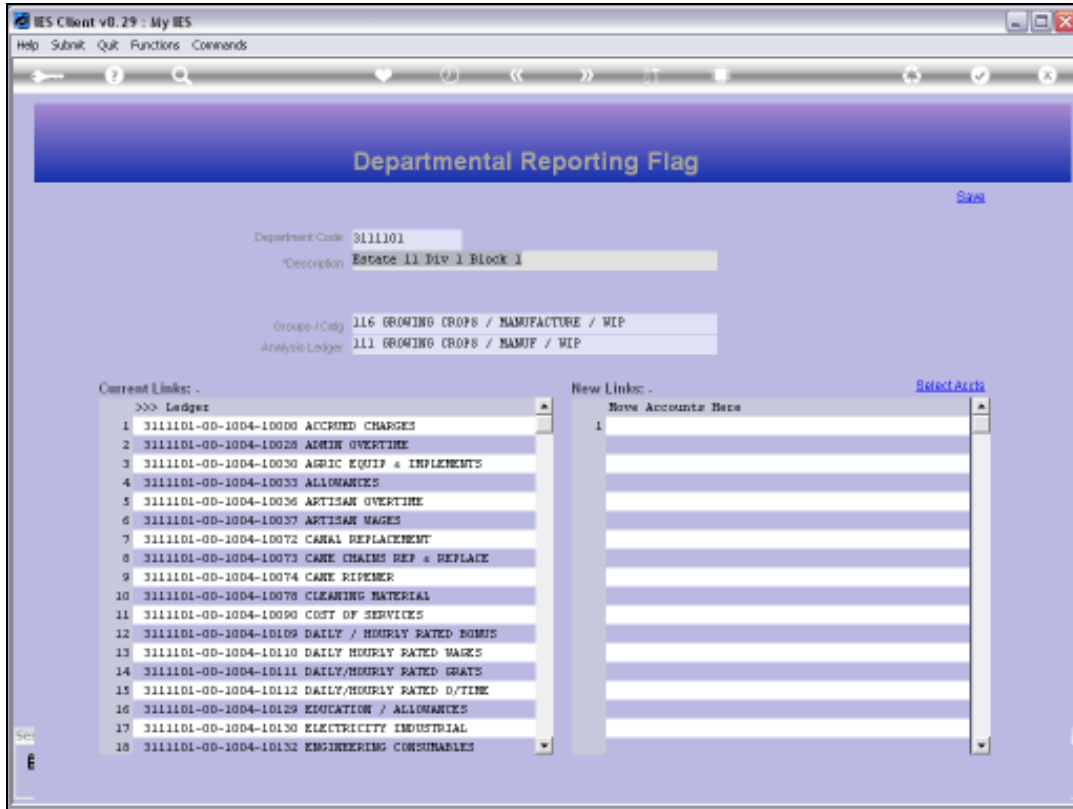 IES Client v8.29 : My IES
Help Submit Quit Functions Commands
Departmental Reporting Flag
Save
Department Code 3111101
*Description Estate 11 Div 1 Block 1
Groups / Catg 116 GROWING CROPS / MANUFACTURE / WIP
Analysis Ledger 111 GROWING CROPS / MANUF / WIP
Current Links: -
>>> Ledger
1 3111101-00-1004-10000 ACCRUED CHARGES
2 3111101-00-1004-10028 ADMIN OVERTIME
3 3111101-00-1004-10030 AGRIC EQUIP & IMPLEMENTS
4 3111101-00-1004-10033 ALLOWANCES
5 3111101-00-1004-10036 ARTISAN OVERTIME
6 3111101-00-1004-10037 ARTISAN WAGES
7 3111101-00-1004-10072 CANAL REPLACEMENT
8 3111101-00-1004-10073 CANE CHAINS REP & REPLACE
9 3111101-00-1004-10074 CANE RIPENER
10 3111101-00-1004-10078 CLEANING MATERIAL
11 3111101-00-1004-10090 COST OF SERVICES
12 3111101-00-1004-10109 DAILY / HOURLY RATED BONUS
13 3111101-00-1004-10110 DAILY HOURLY RATED WAGES
14 3111101-00-1004-10111 DAILY/HOURLY RATED GRATS
15 3111101-00-1004-10112 DAILY/HOURLY RATED O/TIME
16 3111101-00-1004-10129 EDUCATION / ALLOWANCES
17 3111101-00-1004-10130 ELECTRICITY INDUSTRIAL
18 3111101-00-1004-10132 ENGINEERING CONSUMABLES
New Links: -
Select Accts
Move Accounts Here
1